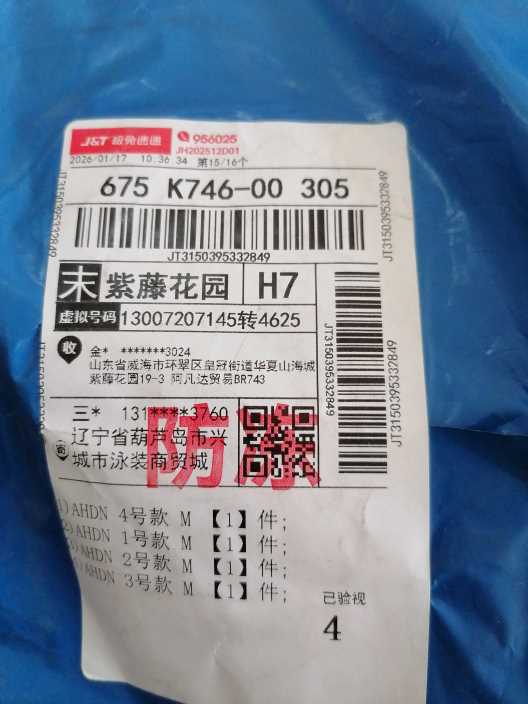 J&T 极兔速递 956025
JH202512D01
2026/01/17 10:36:34 第15/16个
675 K746-00 305
JT3150395332849
JT3150395332849
JT3150395332849
末 紫藤花园 H7
虚拟号码 13007207145转4625
JT3150395332849
JT3150395332849
收 金* *******3024
山东省威海市环翠区皇冠街道华夏山海城
紫藤花园19-3 阿凡达贸易BR743
三* 131****3760
寄 辽宁省葫芦岛市兴
城市泳装商贸城
AHDN 4号款 M 【1】件;
AHDN 1号款 M 【1】件;
AHDN 2号款 M 【1】件;
AHDN 3号款 M 【1】件;
已验视
4